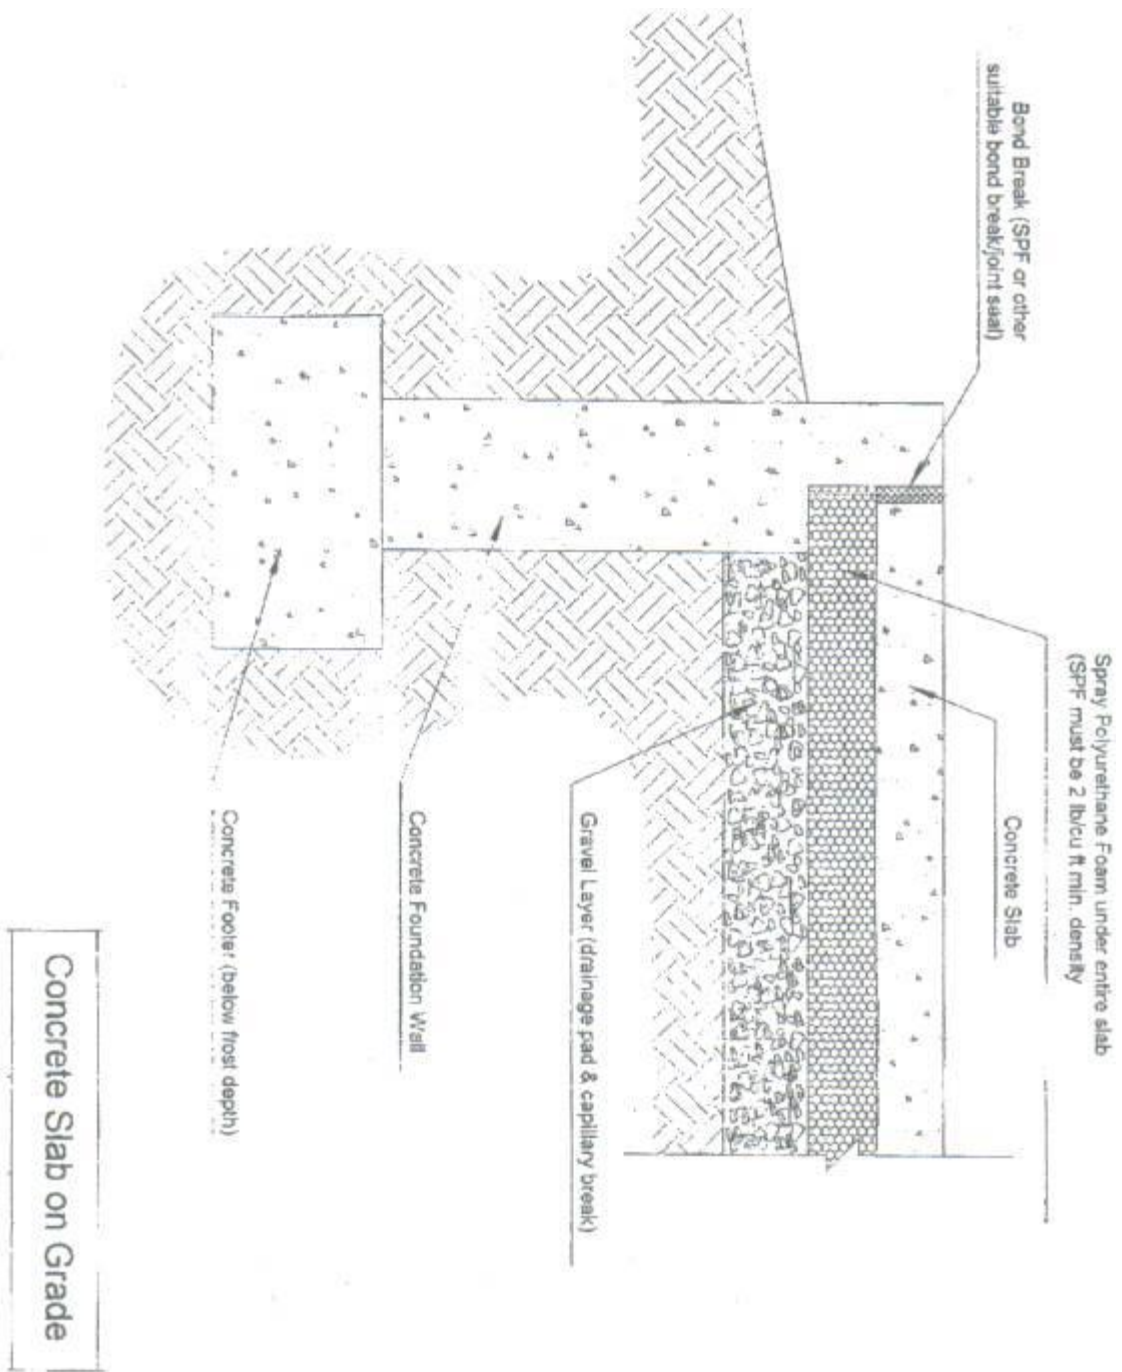 Bond Break (SPF or other
suitable bond break/joint seal)
Spray Polyurethane Foam under entire slab
(SPF must be 2 lb/cu ft min. density
Concrete Slab
Gravel Layer (drainage pad & capillary break)
Concrete Foundation Wall
Concrete Footer (below frost depth)
Concrete Slab on Grade